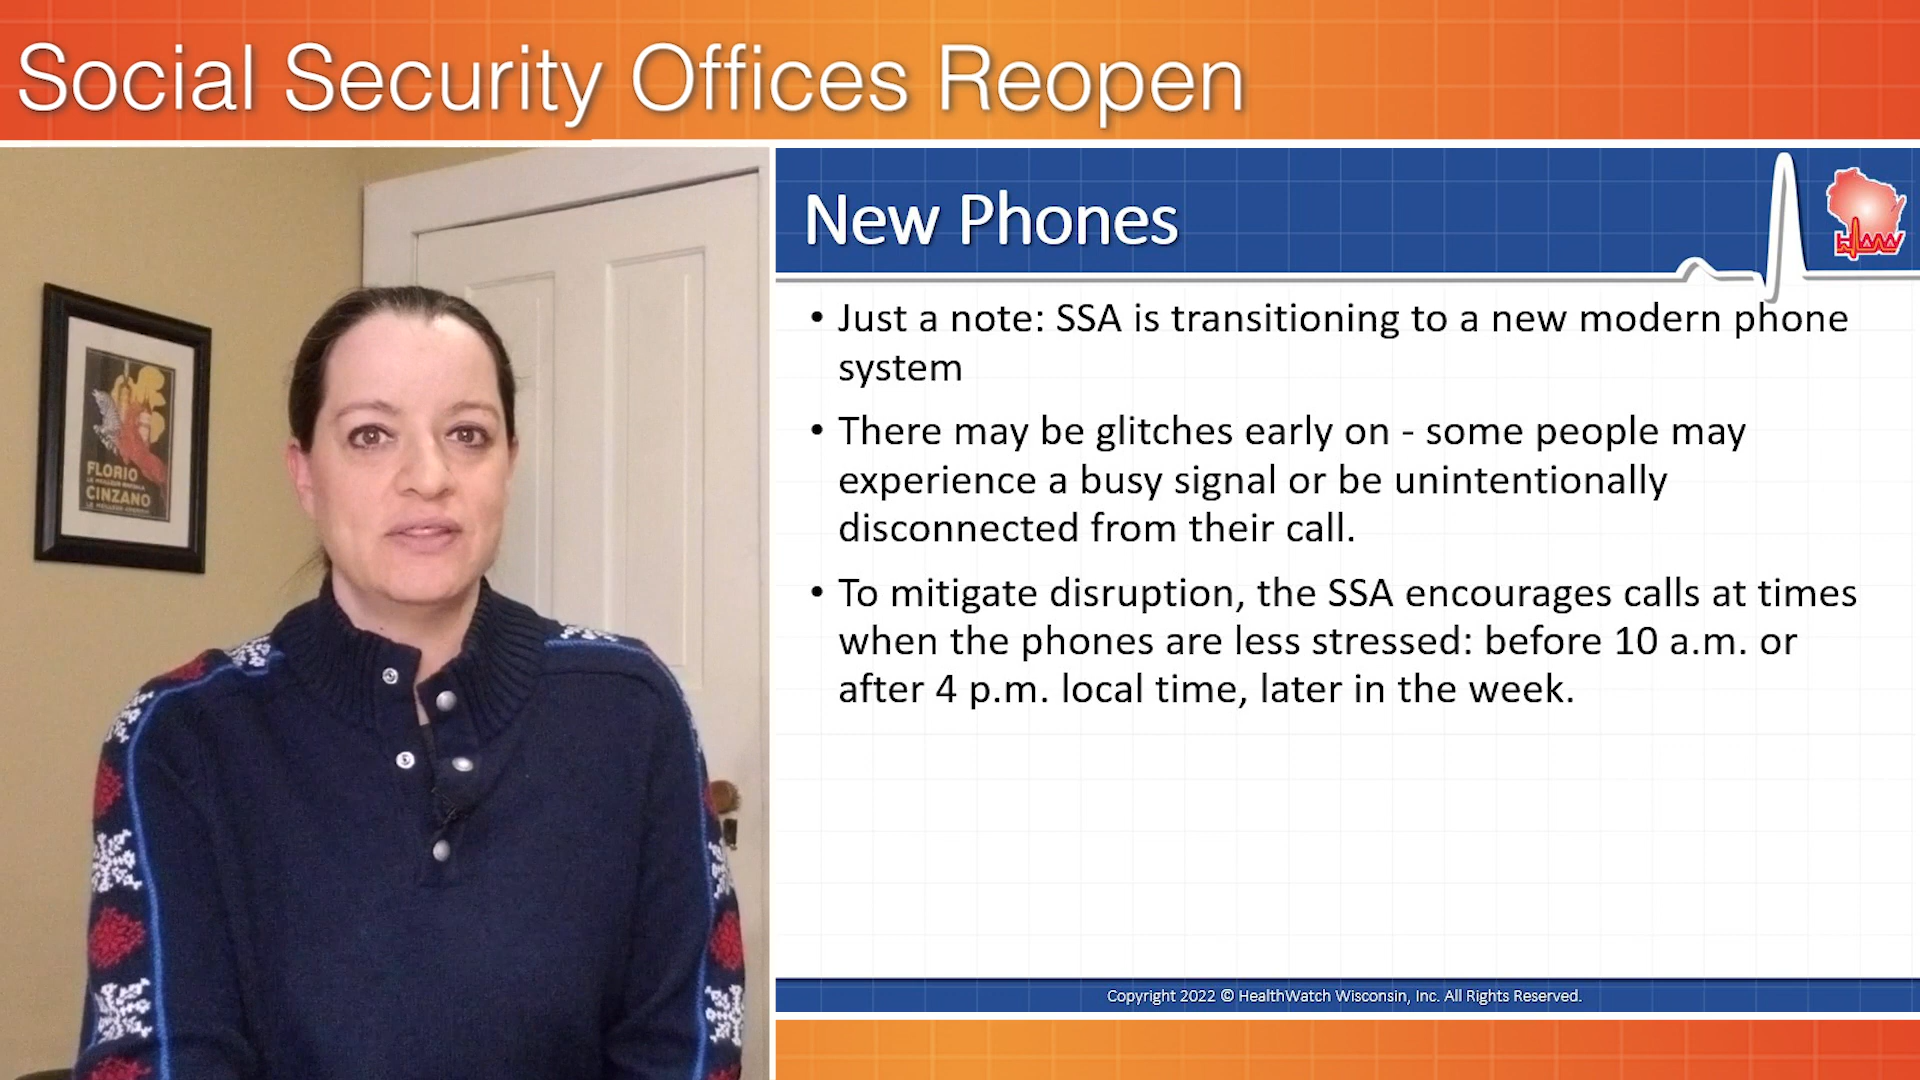 Social Security Offices Reopen
New Phones
• Just a note: SSA is transitioning to a new modern phone
system
• There may be glitches early on - some people may
experience a busy signal or be unintentionally
disconnected from their call.
• To mitigate disruption, the SSA encourages calls at times
when the phones are less stressed: before 10 a.m. or
after 4 p.m. local time, later in the week.
Copyright 2022 © HealthWatch Wisconsin, Inc. All Rights Reserved.
FLORIO
CINZANO